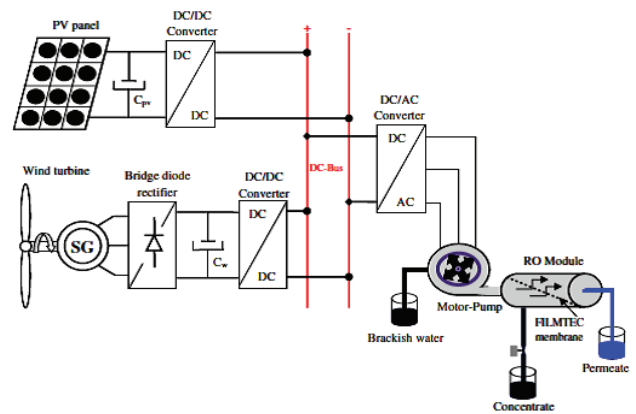 PV panel
DC/DC
Converter
+
-
DC
DC
Cpv
DC/AC
Converter
DC
AC
DC-Bus
Wind turbine
Bridge diode
rectifier
DC/DC
Converter
DC
DC
SG
Cw
RO Module
Motor-Pump
FILMTEC
membrane
Brackish water
Permeate
Concentrate